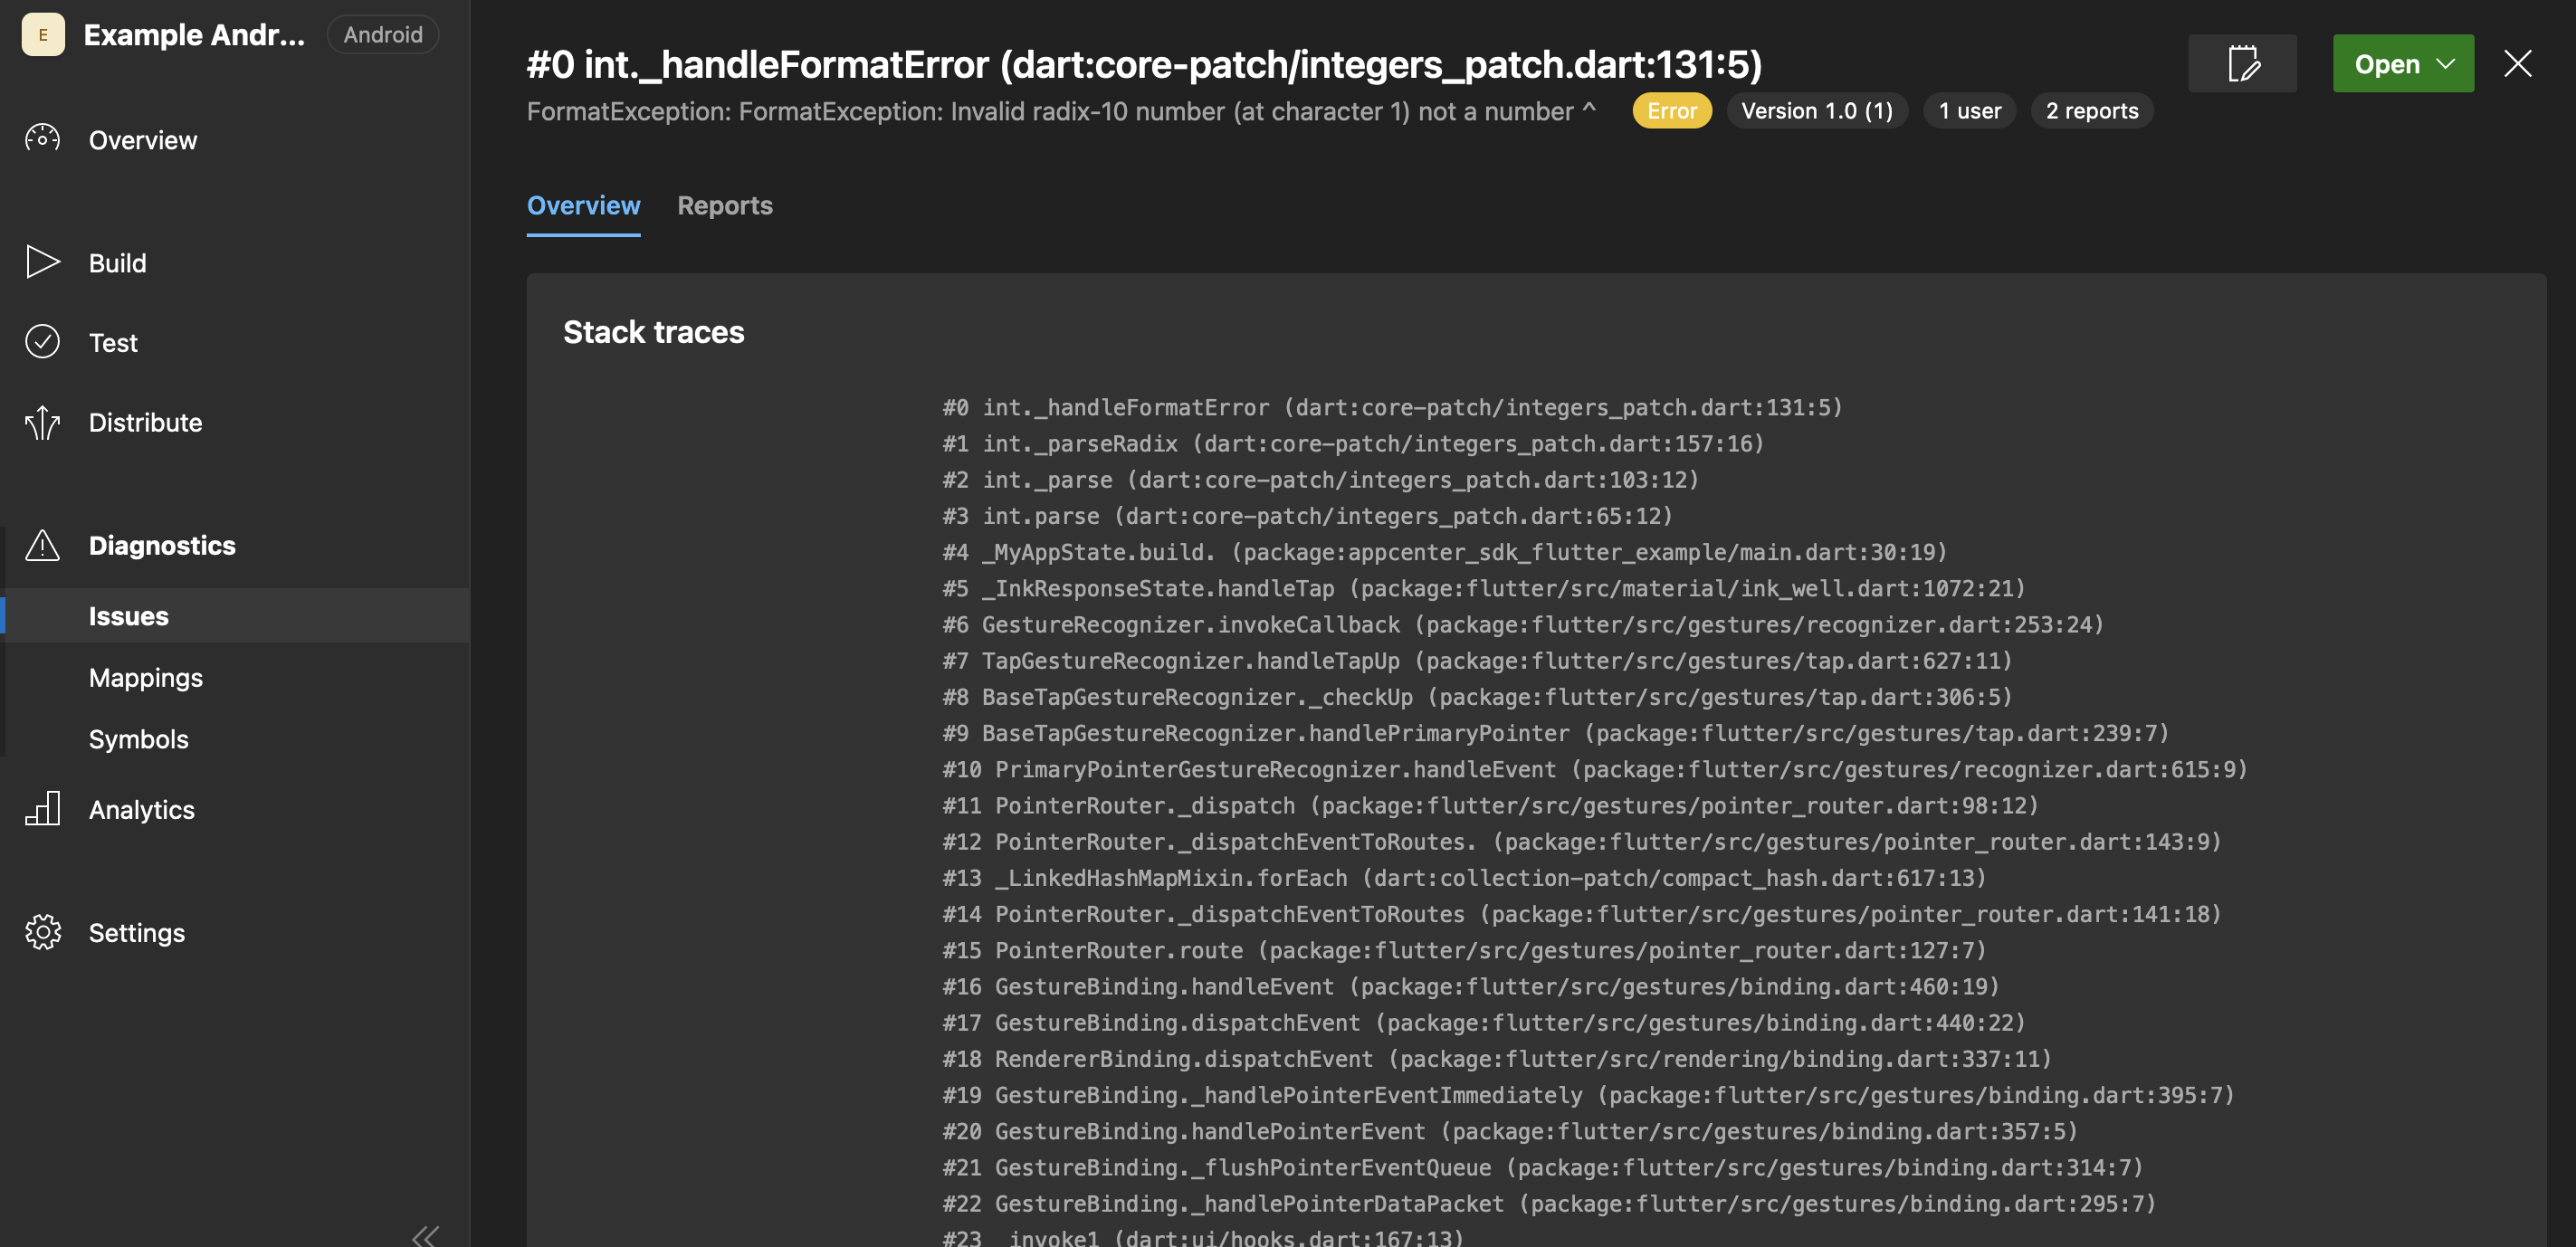 E Example Andr... Android
Overview
Build
Test
Distribute
Diagnostics
Issues
Mappings
Symbols
Analytics
Settings
#0 int._handleFormatError (dart:core-patch/integers_patch.dart:131:5)
Open
FormatException: FormatException: Invalid radix-10 number (at character 1) not a number ^ Error Version 1.0 (1) 1 user 2 reports
Overview Reports
Stack traces
#0 int._handleFormatError (dart:core-patch/integers_patch.dart:131:5)
#1 int._parseRadix (dart:core-patch/integers_patch.dart:157:16)
#2 int._parse (dart:core-patch/integers_patch.dart:103:12)
#3 int.parse (dart:core-patch/integers_patch.dart:65:12)
#4 _MyAppState.build. (package:appcenter_sdk_flutter_example/main.dart:30:19)
#5 _InkResponseState.handleTap (package:flutter/src/material/ink_well.dart:1072:21)
#6 GestureRecognizer.invokeCallback (package:flutter/src/gestures/recognizer.dart:253:24)
#7 TapGestureRecognizer.handleTapUp (package:flutter/src/gestures/tap.dart:627:11)
#8 BaseTapGestureRecognizer._checkUp (package:flutter/src/gestures/tap.dart:306:5)
#9 BaseTapGestureRecognizer.handlePrimaryPointer (package:flutter/src/gestures/tap.dart:239:7)
#10 PrimaryPointerGestureRecognizer.handleEvent (package:flutter/src/gestures/recognizer.dart:615:9)
#11 PointerRouter._dispatch (package:flutter/src/gestures/pointer_router.dart:98:12)
#12 PointerRouter._dispatchEventToRoutes. (package:flutter/src/gestures/pointer_router.dart:143:9)
#13 _LinkedHashMapMixin.forEach (dart:collection-patch/compact_hash.dart:617:13)
#14 PointerRouter._dispatchEventToRoutes (package:flutter/src/gestures/pointer_router.dart:141:18)
#15 PointerRouter.route (package:flutter/src/gestures/pointer_router.dart:127:7)
#16 GestureBinding.handleEvent (package:flutter/src/gestures/binding.dart:460:19)
#17 GestureBinding.dispatchEvent (package:flutter/src/gestures/binding.dart:440:22)
#18 RendererBinding.dispatchEvent (package:flutter/src/rendering/binding.dart:337:11)
#19 GestureBinding._handlePointerEventImmediately (package:flutter/src/gestures/binding.dart:395:7)
#20 GestureBinding.handlePointerEvent (package:flutter/src/gestures/binding.dart:357:5)
#21 GestureBinding._flushPointerEventQueue (package:flutter/src/gestures/binding.dart:314:7)
#22 GestureBinding._handlePointerDataPacket (package:flutter/src/gestures/binding.dart:295:7)
#23 _invoke1 (dart:ui/hooks.dart:167:13)